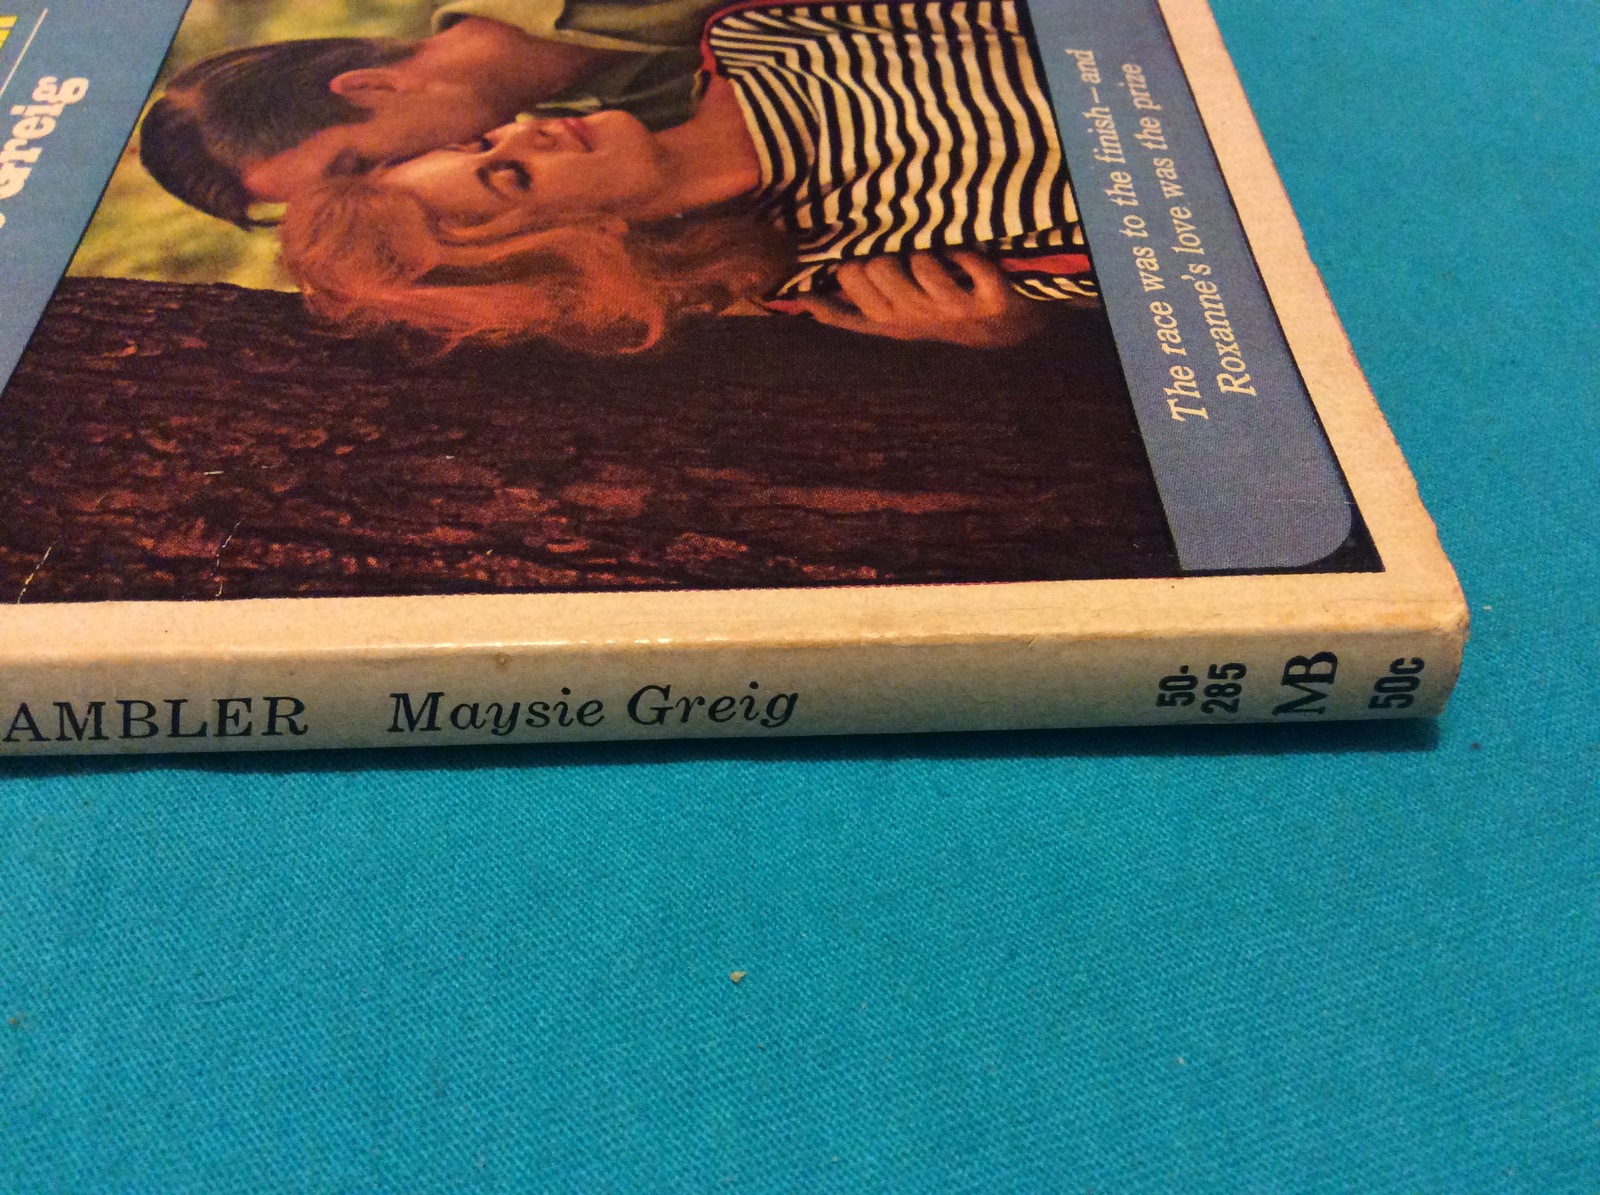 Greig
The race was to the finish—and
Roxanne's love was the prize
AMBLER Maysie Greig
50-
285
MB
50c